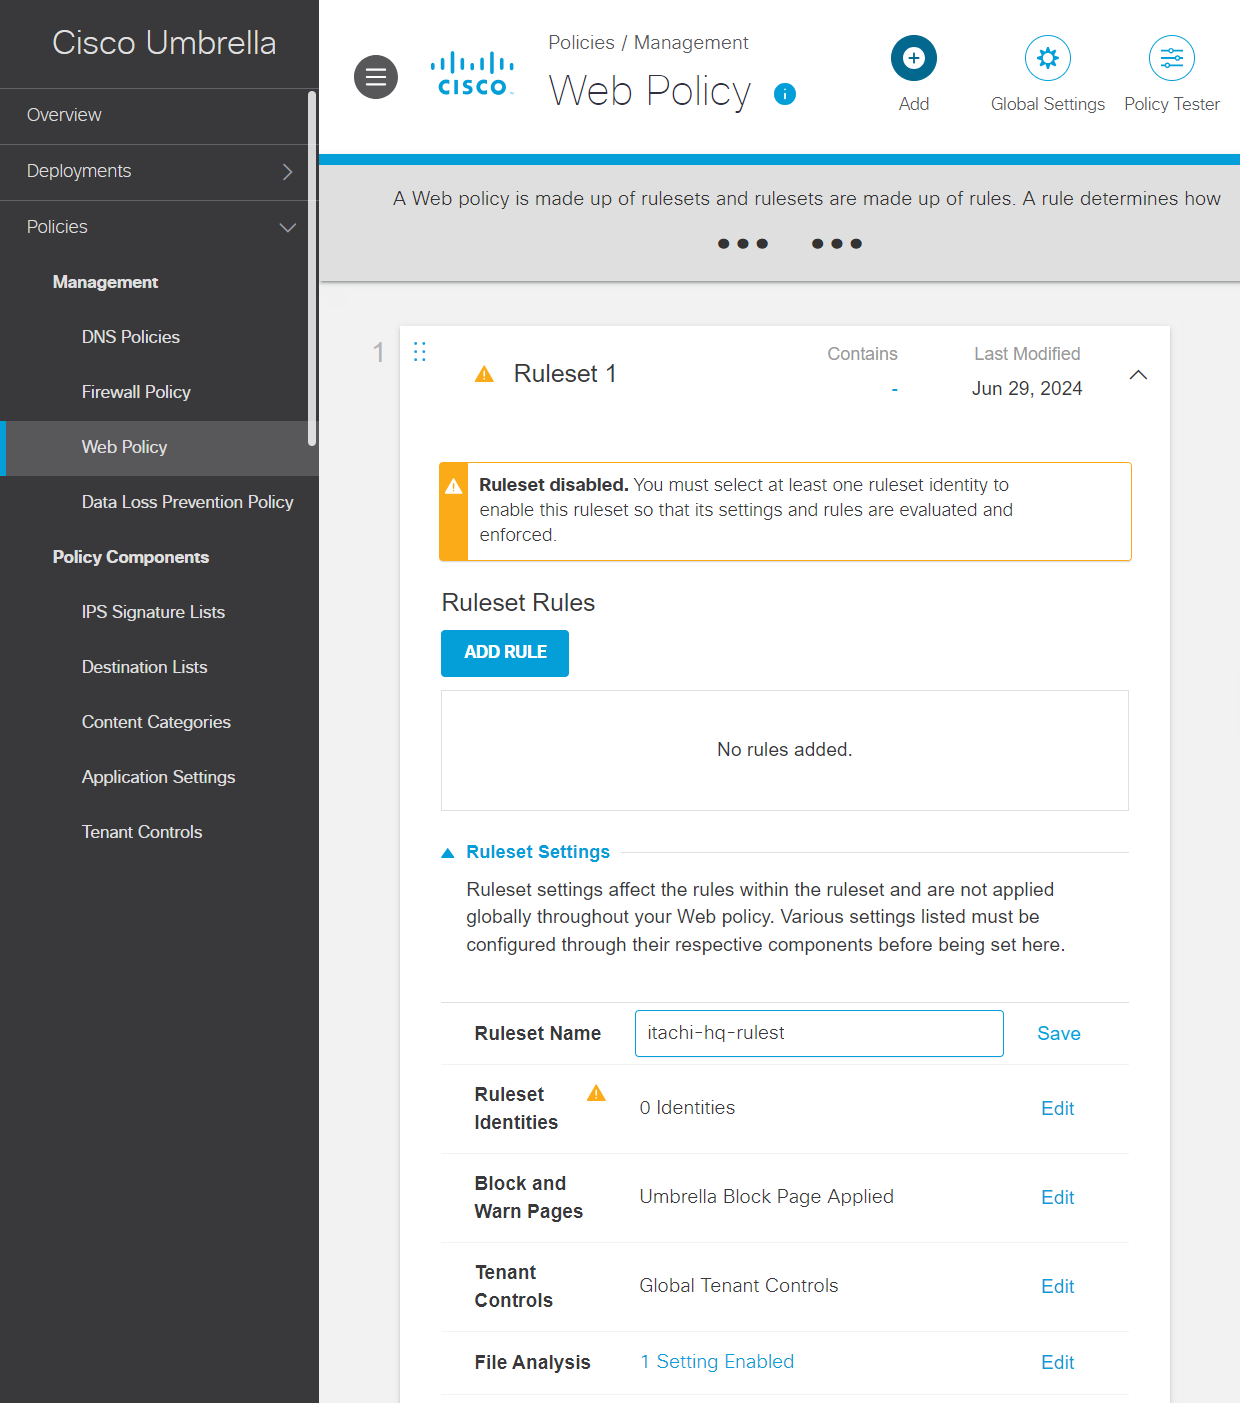 Cisco Umbrella
Overview
Deployments
Policies
Management
DNS Policies
Firewall Policy
Web Policy
Data Loss Prevention Policy
Policy Components
IPS Signature Lists
Destination Lists
Content Categories
Application Settings
Tenant Controls
CISCO
Policies / Management
Web Policy
Add
Global Settings
Policy Tester
A Web policy is made up of rulesets and rulesets are made up of rules. A rule determines how
1
Ruleset 1
Contains
-
Last Modified
Jun 29, 2024
Ruleset disabled. You must select at least one ruleset identity to
enable this ruleset so that its settings and rules are evaluated and
enforced.
Ruleset Rules
ADD RULE
No rules added.
Ruleset Settings
Ruleset settings affect the rules within the ruleset and are not applied
globally throughout your Web policy. Various settings listed must be
configured through their respective components before being set here.
Ruleset Name
itachi-hq-rulest
Save
Ruleset
Identities
0 Identities
Edit
Block and
Warn Pages
Umbrella Block Page Applied
Edit
Tenant
Controls
Global Tenant Controls
Edit
File Analysis
1 Setting Enabled
Edit